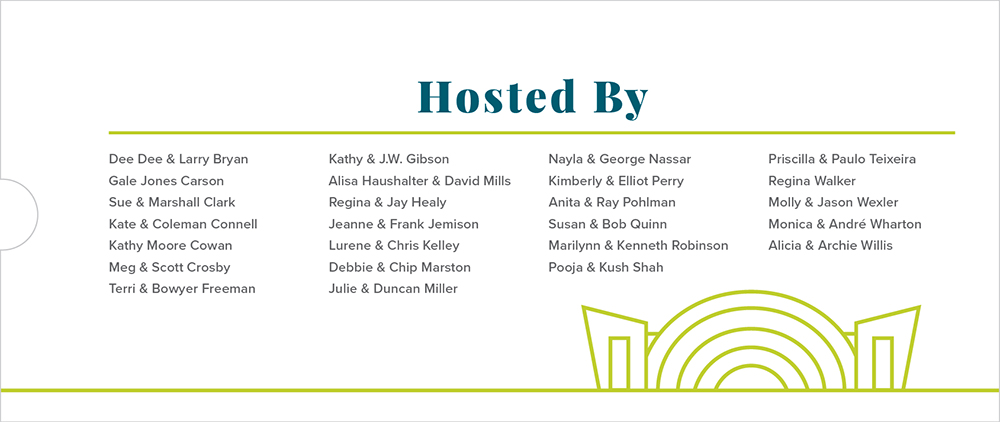 Hosted By
Dee Dee & Larry Bryan
Gale Jones Carson
Sue & Marshall Clark
Kate & Coleman Connell
Kathy Moore Cowan
Meg & Scott Crosby
Terri & Bowyer Freeman
Kathy & J.W. Gibson
Alisa Haushalter & David Mills
Regina & Jay Healy
Jeanne & Frank Jemison
Lurene & Chris Kelley
Debbie & Chip Marston
Julie & Duncan Miller
Nayla & George Nassar
Kimberly & Elliot Perry
Anita & Ray Pohlman
Susan & Bob Quinn
Marilynn & Kenneth Robinson
Pooja & Kush Shah
Priscilla & Paulo Teixeira
Regina Walker
Molly & Jason Wexler
Monica & André Wharton
Alicia & Archie Willis